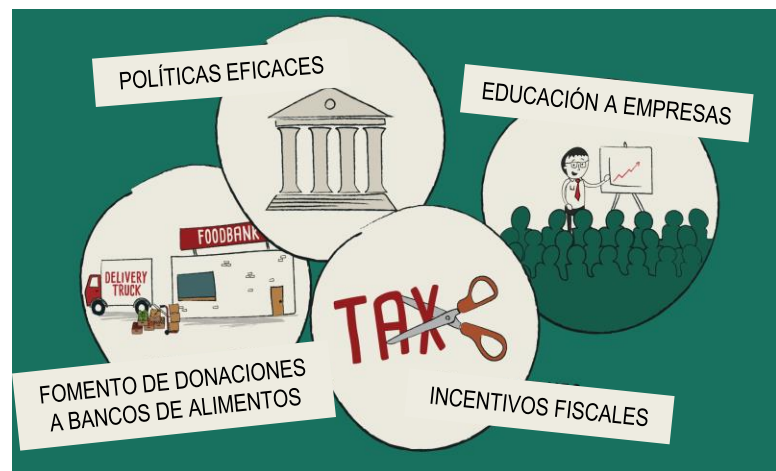 POLÍTICAS EFICACES
EDUCACIÓN A EMPRESAS
FOODBANK
DELIVERY
TRUCK
TAX
FOMENTO DE DONACIONES
A BANCOS DE ALIMENTOS
INCENTIVOS FISCALES